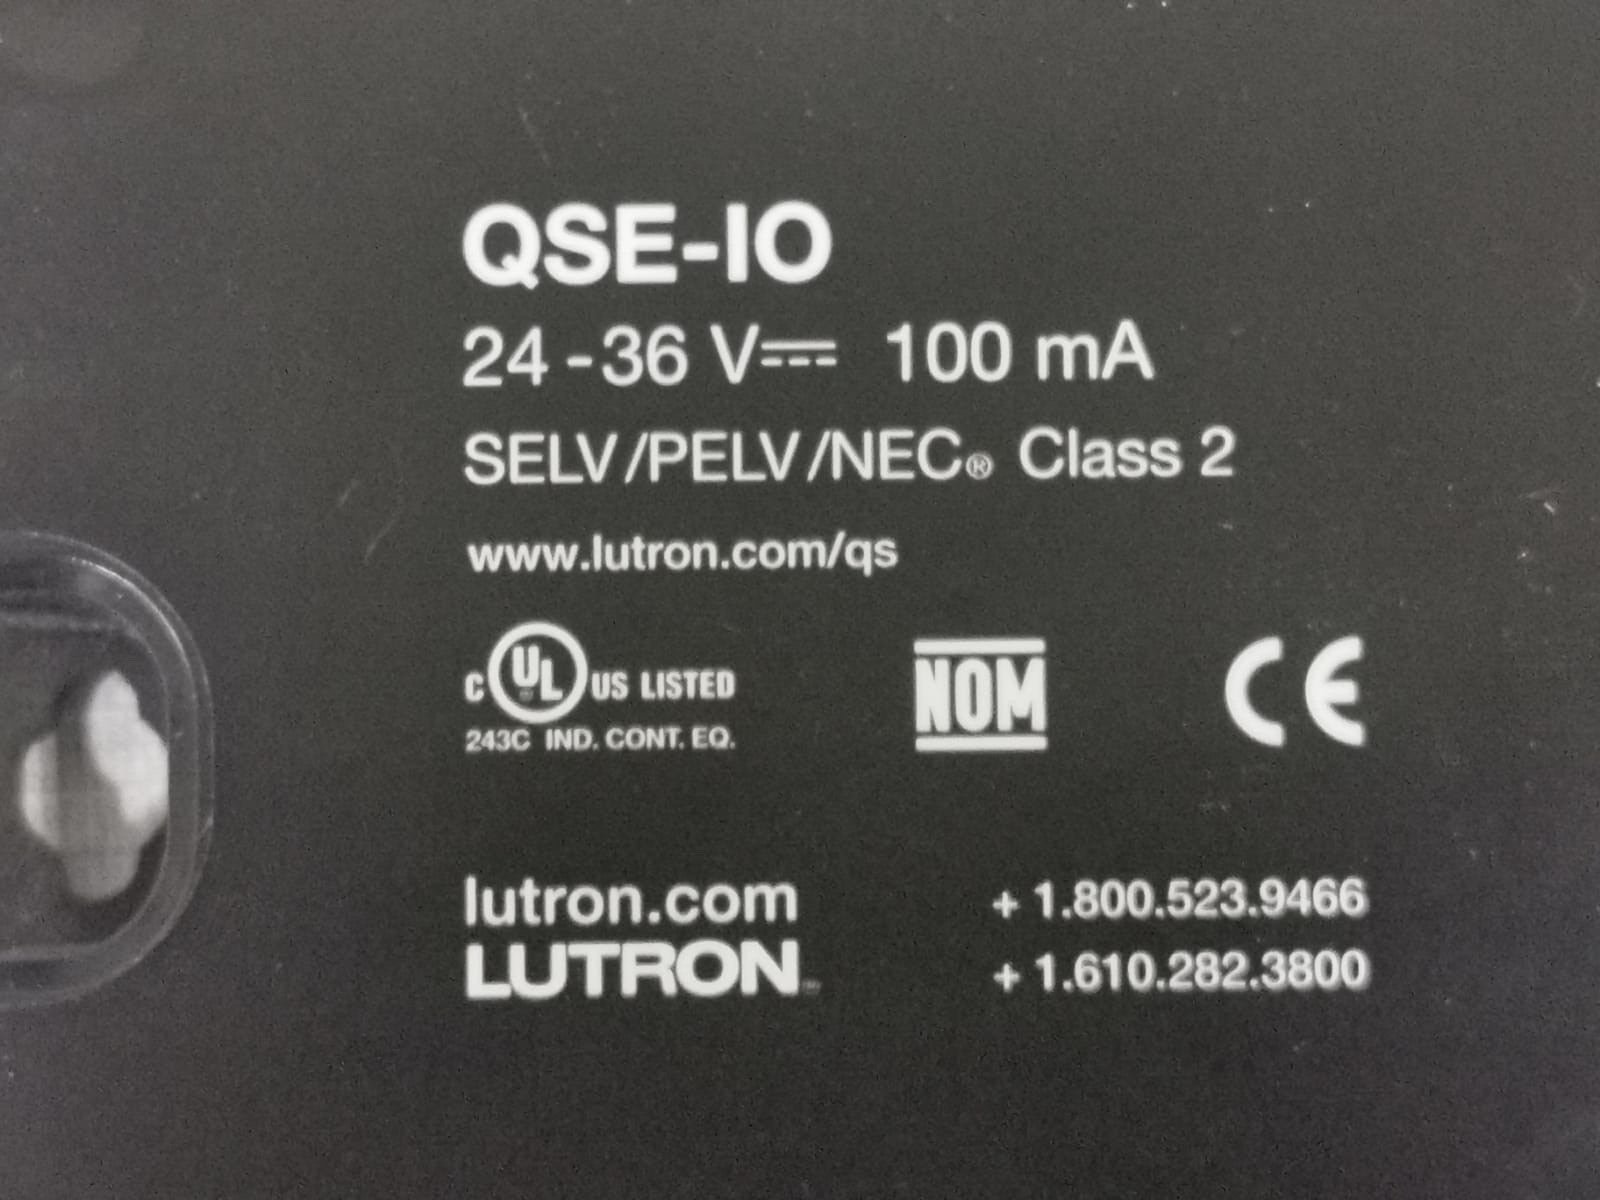 QSE-IO
24-36 V⎓ 100 mA
SELV/PELV/NEC® Class 2
www.lutron.com/qs
C UL US LISTED
243C IND. CONT. EQ.
NOM
CE
lutron.com
LUTRON™
+ 1.800.523.9466
+ 1.610.282.3800